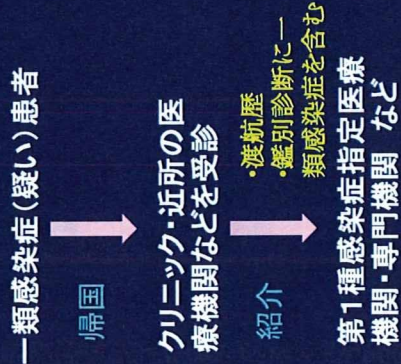 一類感染症(疑い)患者
帰国
クリニック・近所の医
療機関などを受診
紹介
・渡航歴
・鑑別診断に一
類感染症を含む
第1種感染症指定医療
機関・専門機関 など